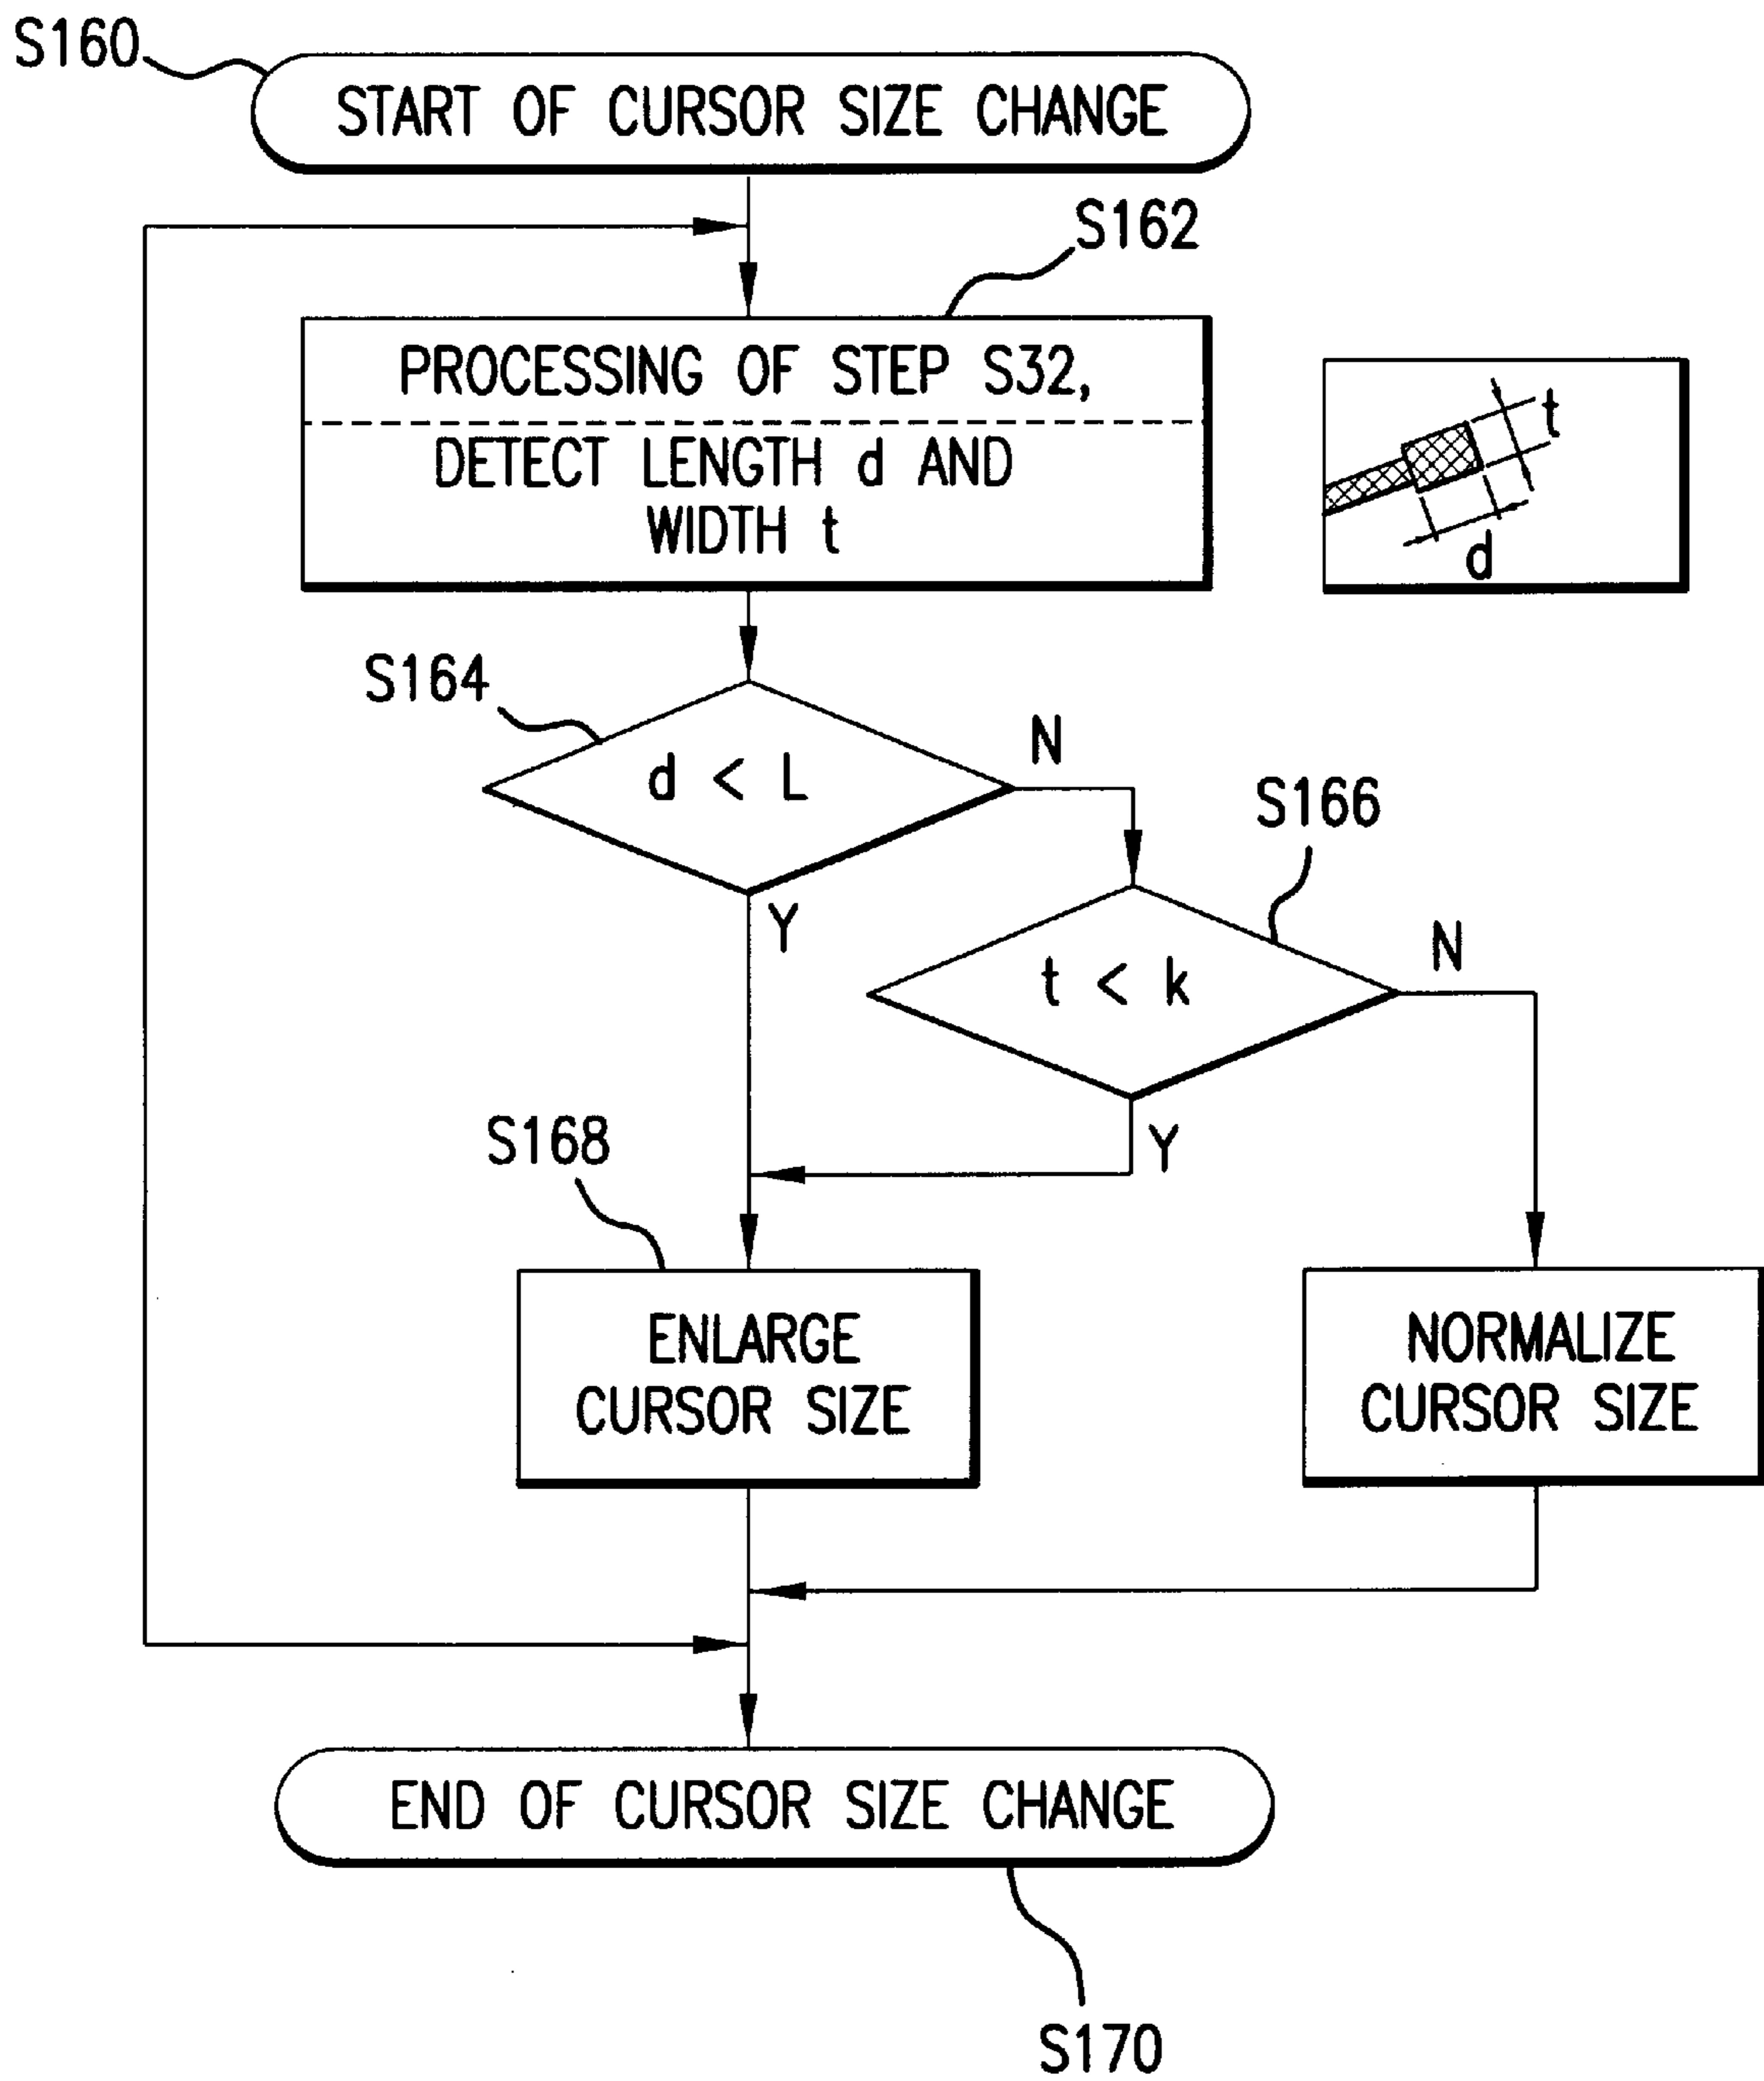 S160
START OF CURSOR SIZE CHANGE
S162
PROCESSING OF STEP S32,
DETECT LENGTH d AND
WIDTH t
t
d
S164
d < L
N
Y
S166
t < k
N
Y
S168
ENLARGE
CURSOR SIZE
NORMALIZE
CURSOR SIZE
END OF CURSOR SIZE CHANGE
S170